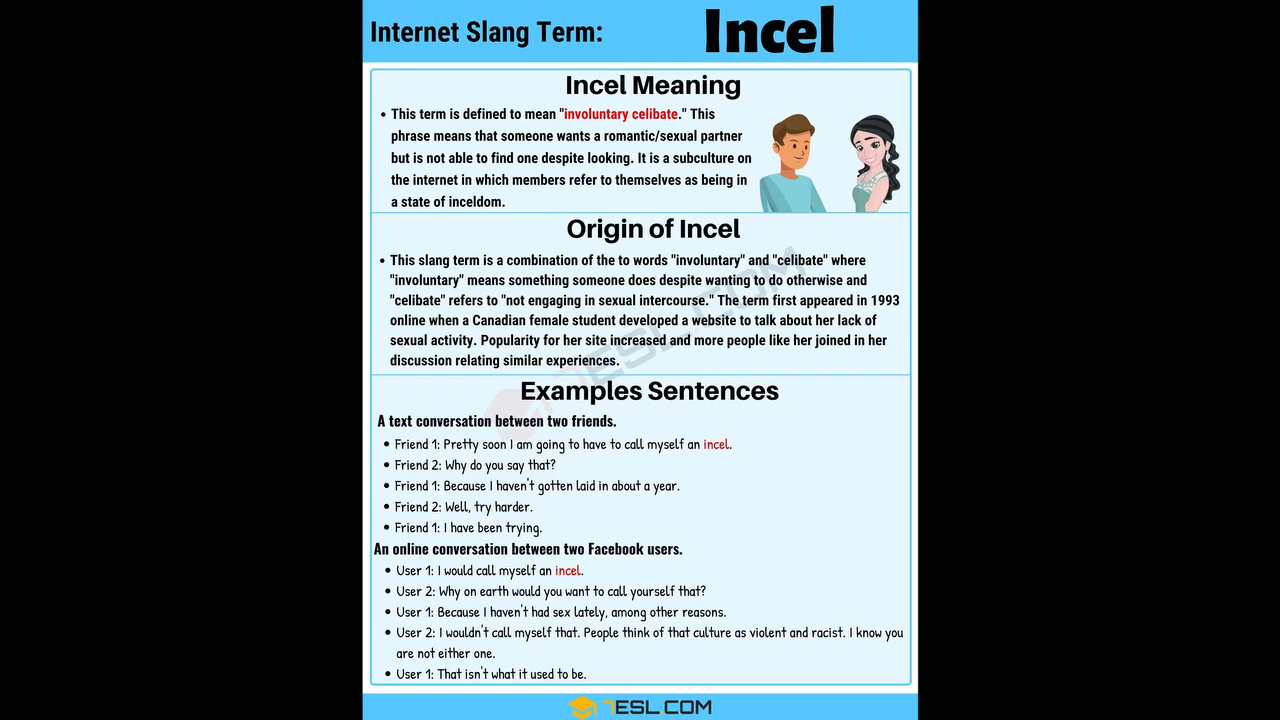 Internet Slang Term: Incel
Incel Meaning
• This term is defined to mean "involuntary celibate." This
phrase means that someone wants a romantic/sexual partner
but is not able to find one despite looking. It is a subculture on
the internet in which members refer to themselves as being in
a state of inceldom.
Origin of Incel
• This slang term is a combination of the to words "involuntary" and "celibate" where
"involuntary" means something someone does despite wanting to do otherwise and
"celibate" refers to "not engaging in sexual intercourse." The term first appeared in 1993
online when a Canadian female student developed a website to talk about her lack of
sexual activity. Popularity for her site increased and more people like her joined in her
discussion relating similar experiences.
7ESL.COM
Examples Sentences
A text conversation between two friends.
• Friend 1: Pretty soon I am going to have to call myself an incel.
• Friend 2: Why do you say that?
• Friend 1: Because I haven't gotten laid in about a year.
• Friend 2: Well, try harder.
• Friend 1: I have been trying.
An online conversation between two Facebook users.
• User 1: I would call myself an incel.
• User 2: Why on earth would you want to call yourself that?
• User 1: Because I haven't had sex lately, among other reasons.
• User 2: I wouldn't call myself that. People think of that culture as violent and racist. I know you
are not either one.
• User 1: That isn't what it used to be.
7ESL.COM